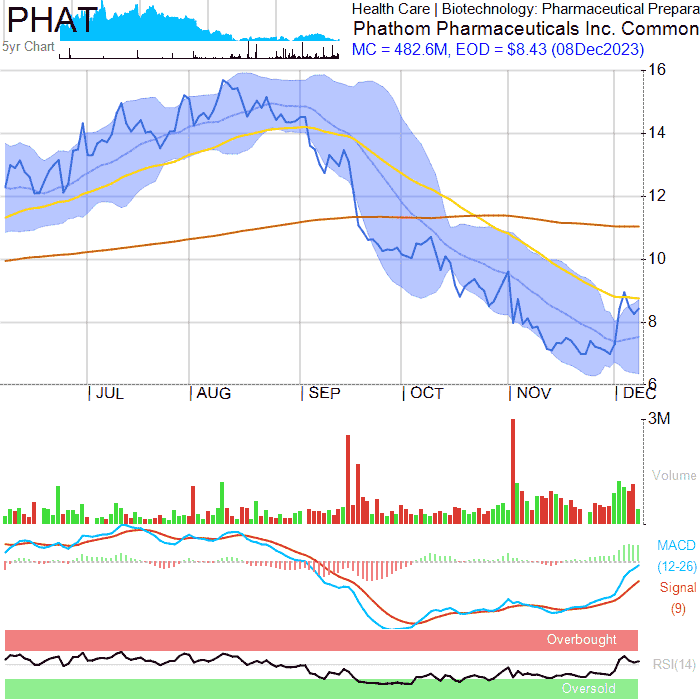 PHAT
5yr Chart
Health Care | Biotechnology: Pharmaceutical Prepara
Phathom Pharmaceuticals Inc. Common
MC = 482.6M, EOD = $8.43 (08Dec2023)
16
14
12
10
8
6
JUL AUG SEP OCT NOV DEC
3M
Volume
MACD
(12-26)
Signal
(9)
Overbought
RSI(14)
Oversold